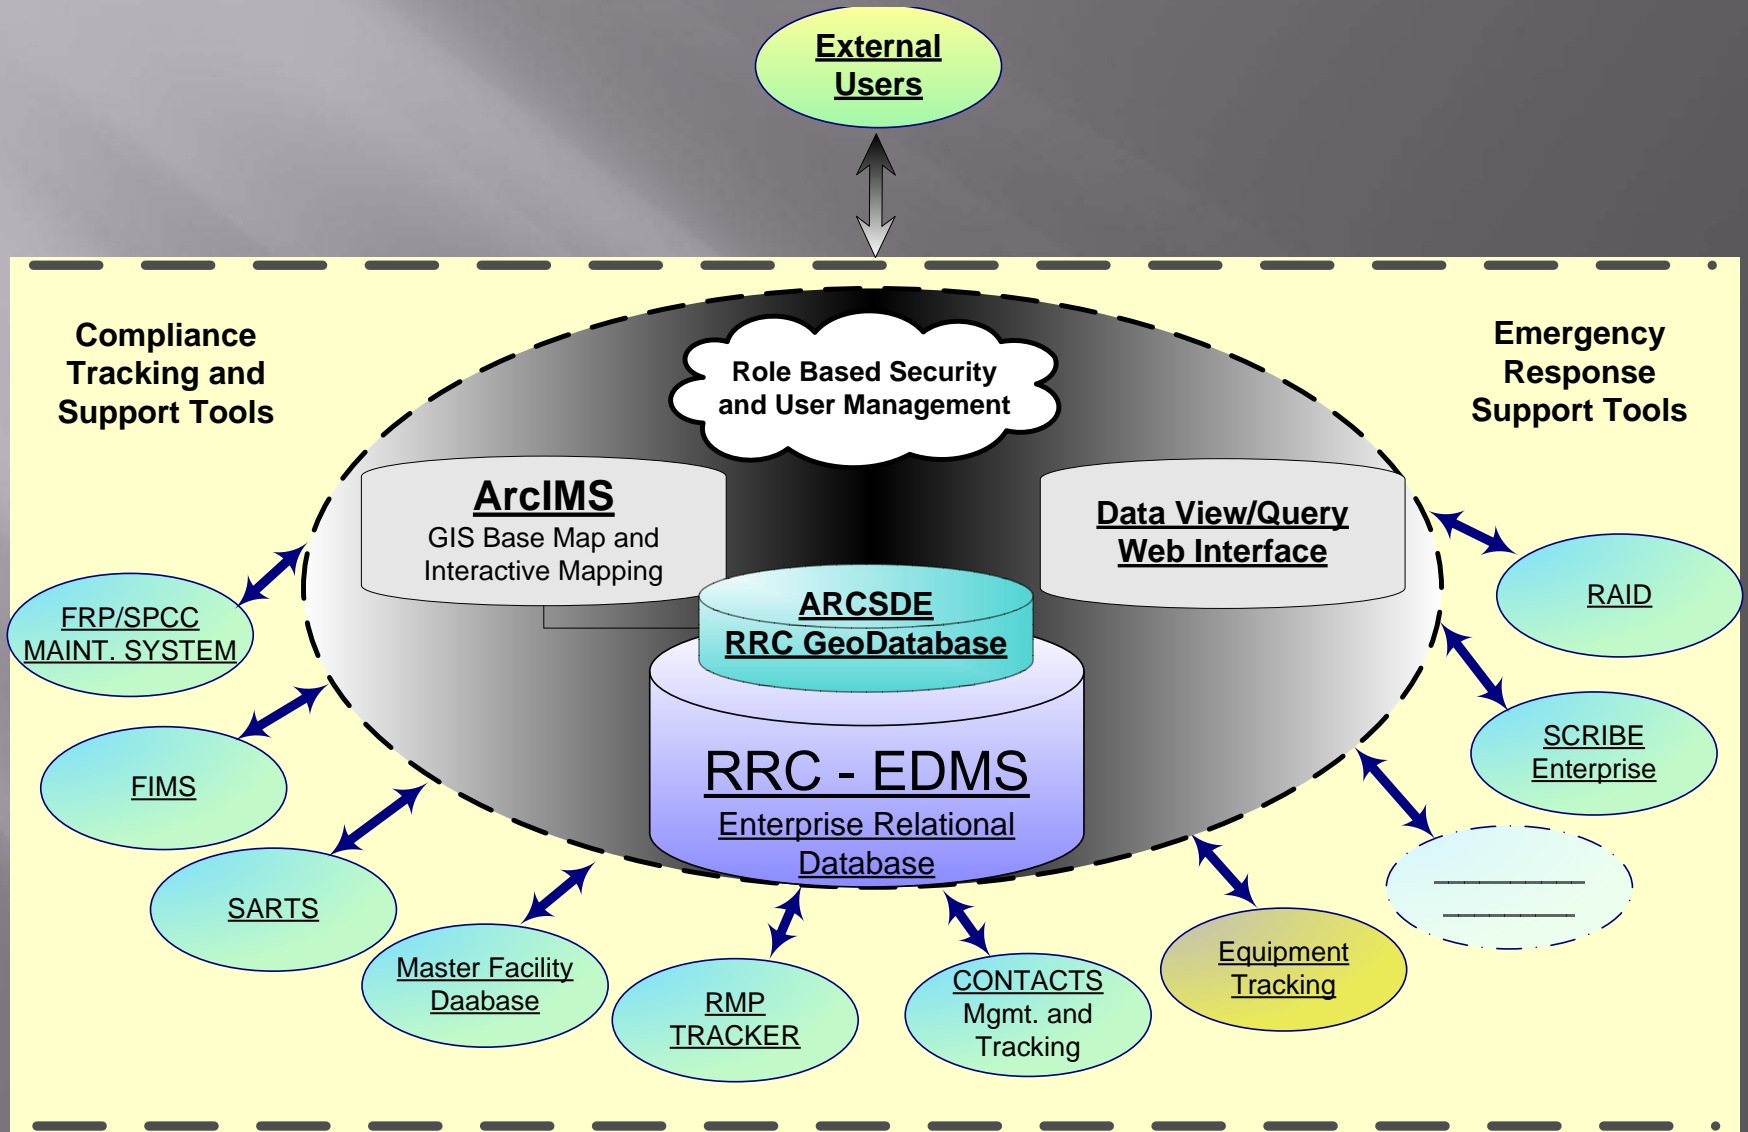 External
Users
Compliance
Tracking and
Support Tools
Emergency
Response
Support Tools
Role Based Security
and User Management
ArcIMS
GIS Base Map and
Interactive Mapping
Data View/Query
Web Interface
ARCSDE
RRC GeoDatabase
RRC - EDMS
Enterprise Relational
Database
FRP/SPCC
MAINT. SYSTEM
FIMS
SARTS
Master Facility
Daabase
RMP
TRACKER
CONTACTS
Mgmt. and
Tracking
Equipment
Tracking
SCRIBE
Enterprise
RAID